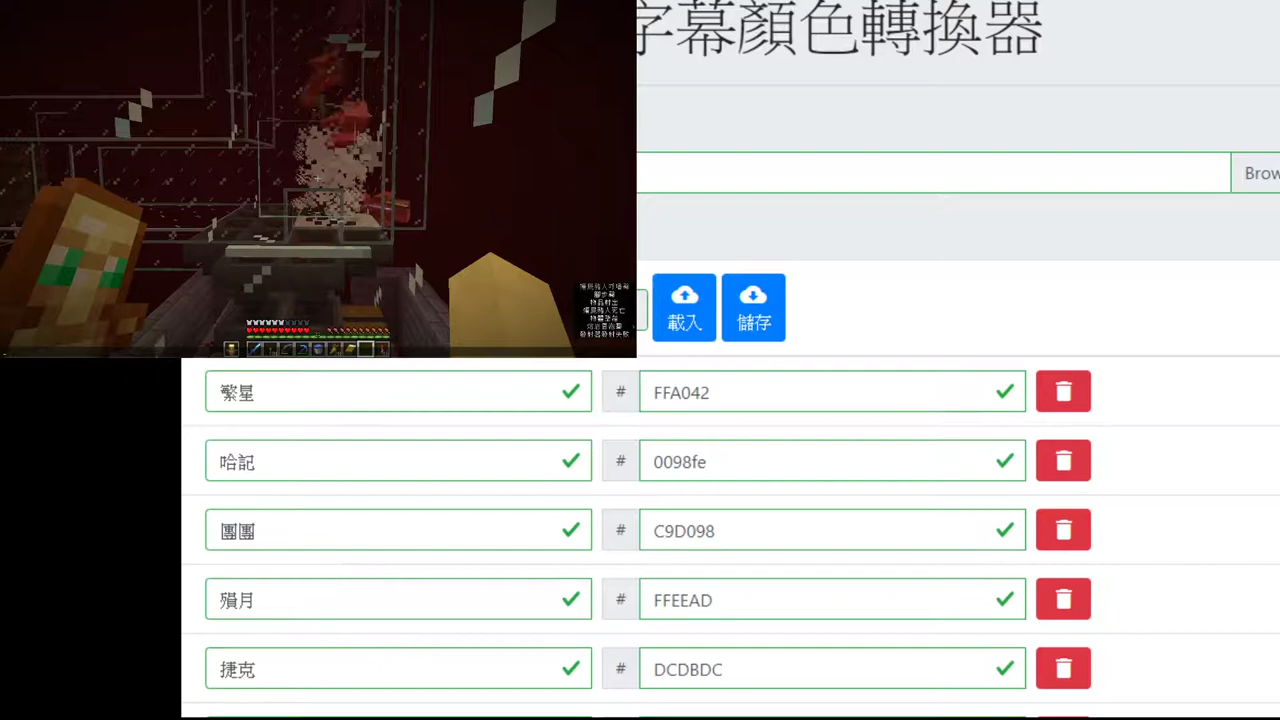 字幕顏色轉換器
Brow
載入
儲存
繁星
#
FFA042
哈記
#
0098fe
團團
#
C9D098
殞月
#
FFEEAD
捷克
#
DCDBDC